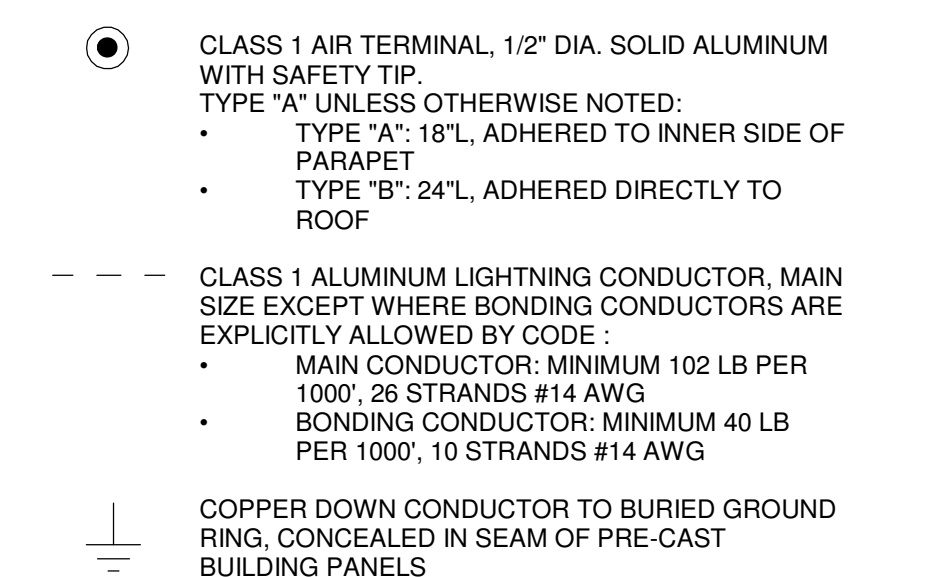 CLASS 1 AIR TERMINAL, 1/2" DIA. SOLID ALUMINUM
WITH SAFETY TIP.
TYPE "A" UNLESS OTHERWISE NOTED:
• TYPE "A": 18"L, ADHERED TO INNER SIDE OF
PARAPET
• TYPE "B": 24"L, ADHERED DIRECTLY TO
ROOF
CLASS 1 ALUMINUM LIGHTNING CONDUCTOR, MAIN
SIZE EXCEPT WHERE BONDING CONDUCTORS ARE
EXPLICITLY ALLOWED BY CODE :
• MAIN CONDUCTOR: MINIMUM 102 LB PER
1000', 26 STRANDS #14 AWG
• BONDING CONDUCTOR: MINIMUM 40 LB
PER 1000', 10 STRANDS #14 AWG
COPPER DOWN CONDUCTOR TO BURIED GROUND
RING, CONCEALED IN SEAM OF PRE-CAST
BUILDING PANELS